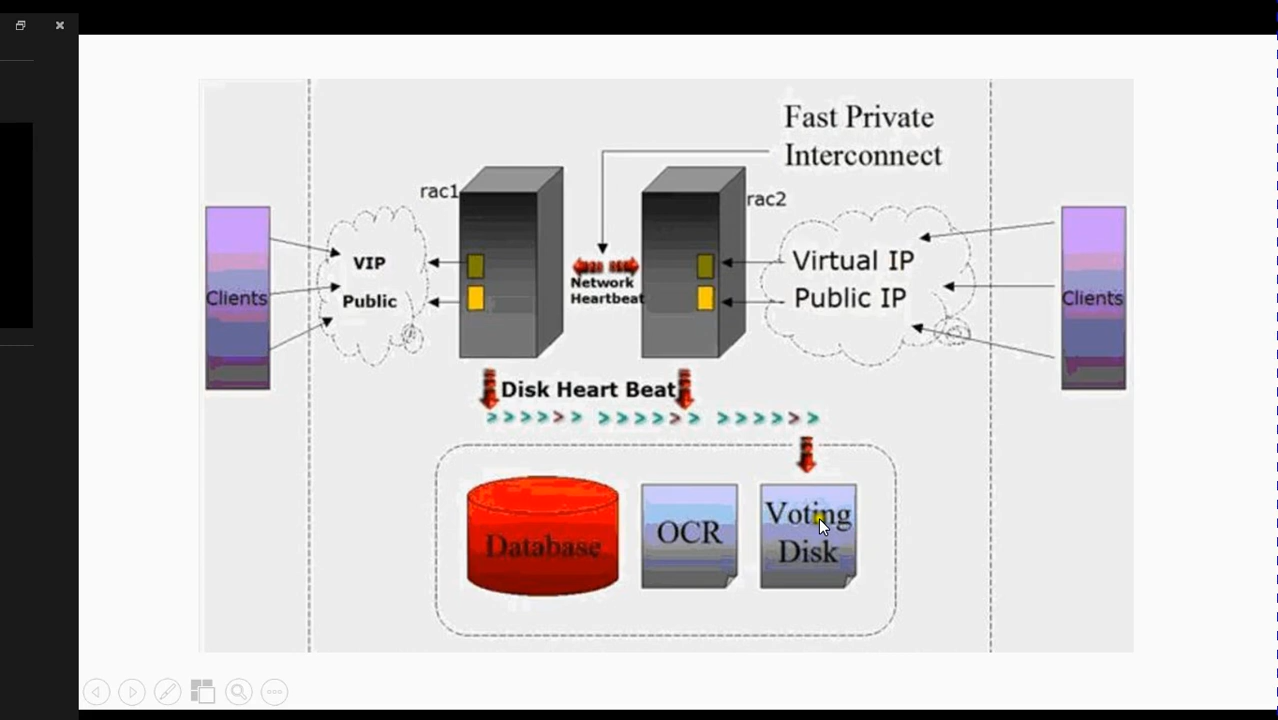 Fast Private
Interconnect
rac1
rac2
Clients
VIP
Public
Network
Heartbeat
Virtual IP
Public IP
Clients
Disk Heart Beat
Database
OCR
Voting
Disk